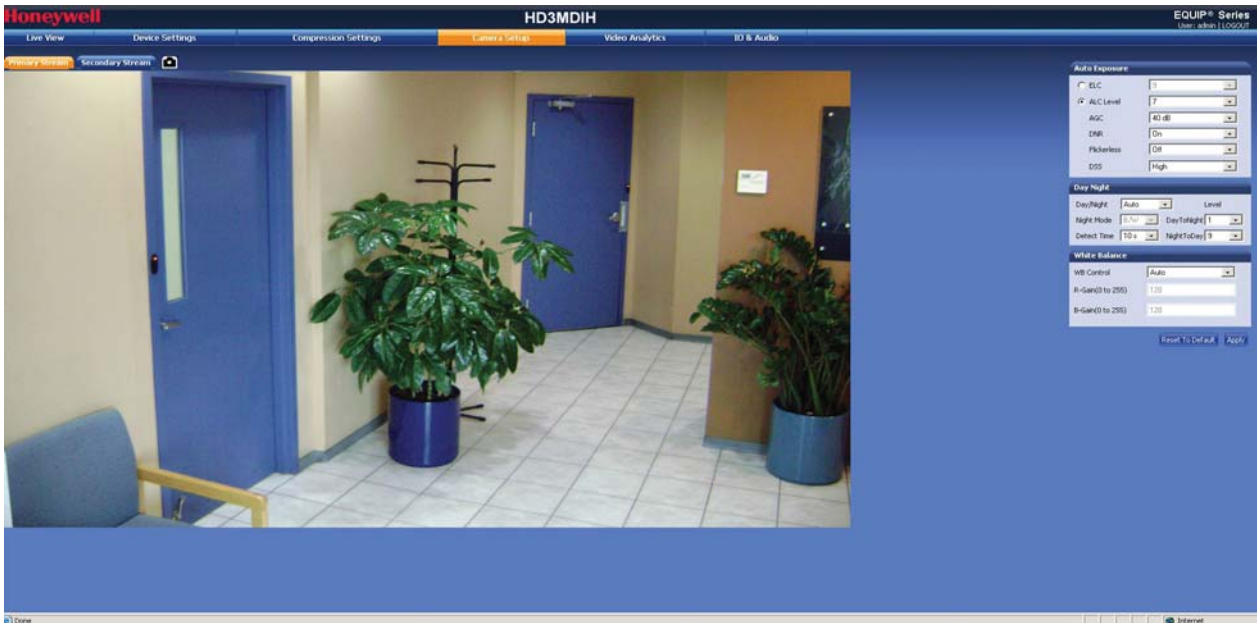 Honeywell
HD3MDIH
EQUIP® Series
User: admin | LOGOUT
Live View
Device Settings
Compression Settings
Camera Setup
Video Analytics
IO & Audio
Primary Stream
Secondary Stream
Auto Exposure
ELC
9
ALC Level
7
AGC
40 dB
DNR
On
Flickerless
Off
DSS
High
Day Night
Day/Night
Auto
Level
Night Mode
B/W
DayToNight
1
Detect Time
10 s
NightToDay
9
White Balance
WB Control
Auto
R-Gain(0 to 255)
128
B-Gain(0 to 255)
128
Reset To Default
Apply
Done
Internet